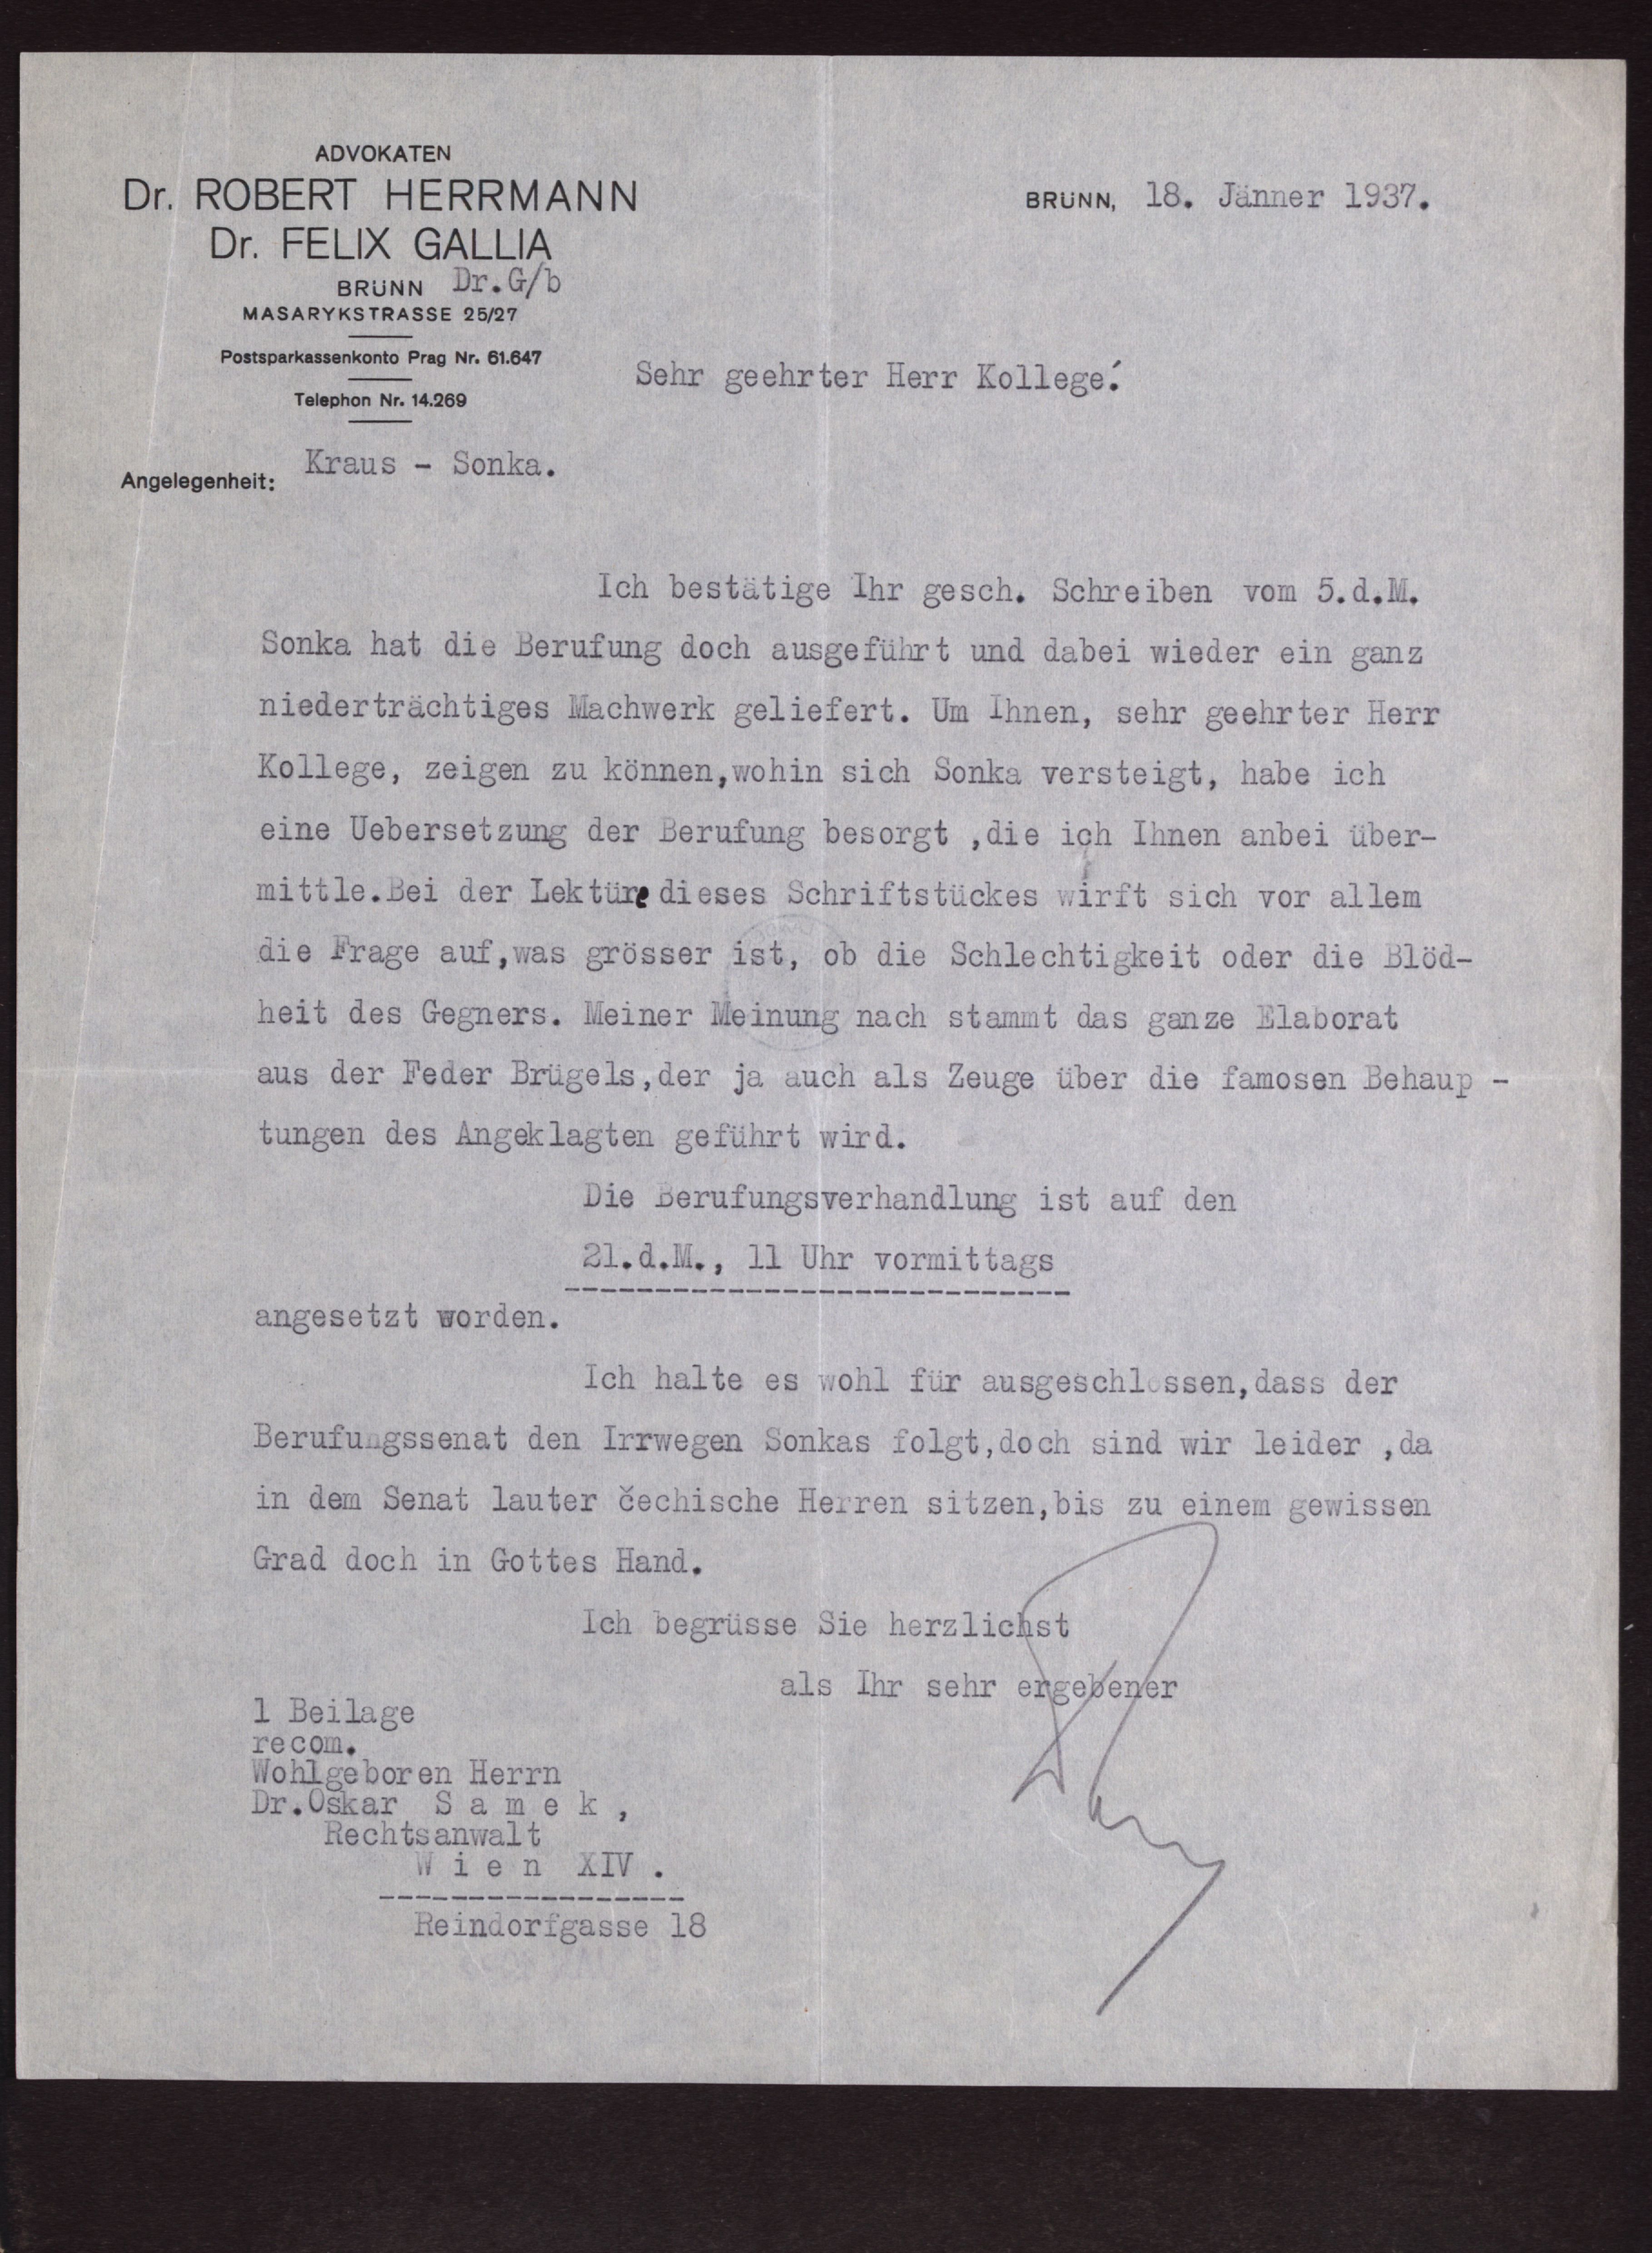 ADVOKATEN
Dr. ROBERT HERRMANN
Dr. FELIX GALLIA
BRÜNN Dr.G/b
MASARYKSTRASSE 25/27
Postsparkassenkonto Prag Nr. 61.647
Telephon Nr. 14.269
BRÜNN, 18. Jänner 1937.
Sehr geehrter Herr Kollege!
Angelegenheit: Kraus - Sonka.
Ich bestätige Ihr gesch. Schreiben vom 5.d.M.
Sonka hat die Berufung doch ausgeführt und dabei wieder ein ganz
niederträchtiges Machwerk geliefert. Um Ihnen, sehr geehrter Herr
Kollege, zeigen zu können,wohin sich Sonka versteigt, habe ich
eine Uebersetzung der Berufung besorgt ,die ich Ihnen anbei über-
mittle.Bei der Lektüre dieses Schriftstückes wirft sich vor allem
die Frage auf,was grösser ist, ob die Schlechtigkeit oder die Blöd-
heit des Gegners. Meiner Meinung nach stammt das ganze Elaborat
aus der Feder Brügels,der ja auch als Zeuge über die famosen Behaup -
tungen des Angeklagten geführt wird.
Die Berufungsverhandlung ist auf den
21.d.M., 11 Uhr vormittags
angesetzt worden.
Ich halte es wohl für ausgeschlossen,dass der
Berufungssenat den Irrwegen Sonkas folgt,doch sind wir leider ,da
in dem Senat lauter čechische Herren sitzen,bis zu einem gewissen
Grad doch in Gottes Hand.
Ich begrüsse Sie herzlichst
als Ihr sehr ergebener
1 Beilage
recom.
Wohlgeboren Herrn
Dr.Oskar S a m e k ,
Rechtsanwalt
W i e n XIV .
Reindorfgasse 18